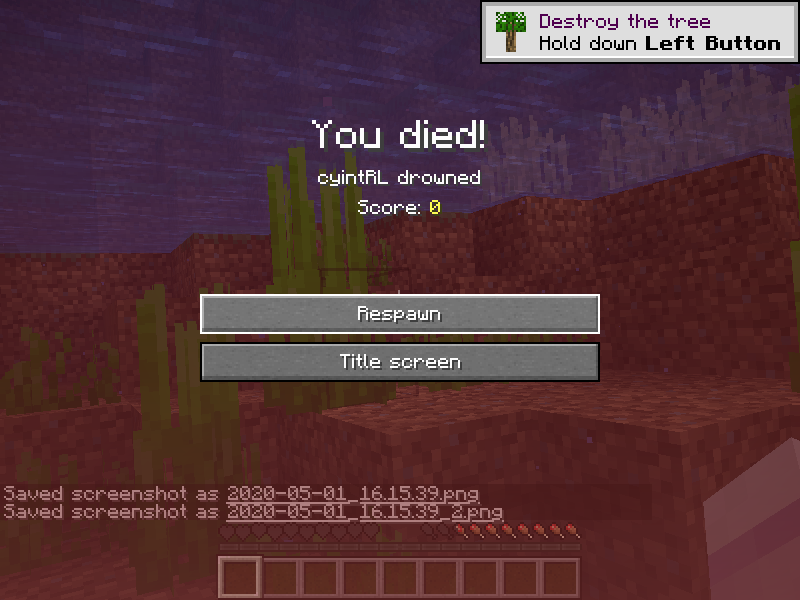 Destroy the tree
Hold down Left Button
You died!
cyintRL drowned
Score: 0
Respawn
Title screen
Saved screenshot as 2020-05-01_16.15.39.png
Saved screenshot as 2020-05-01_16.15.39_2.png